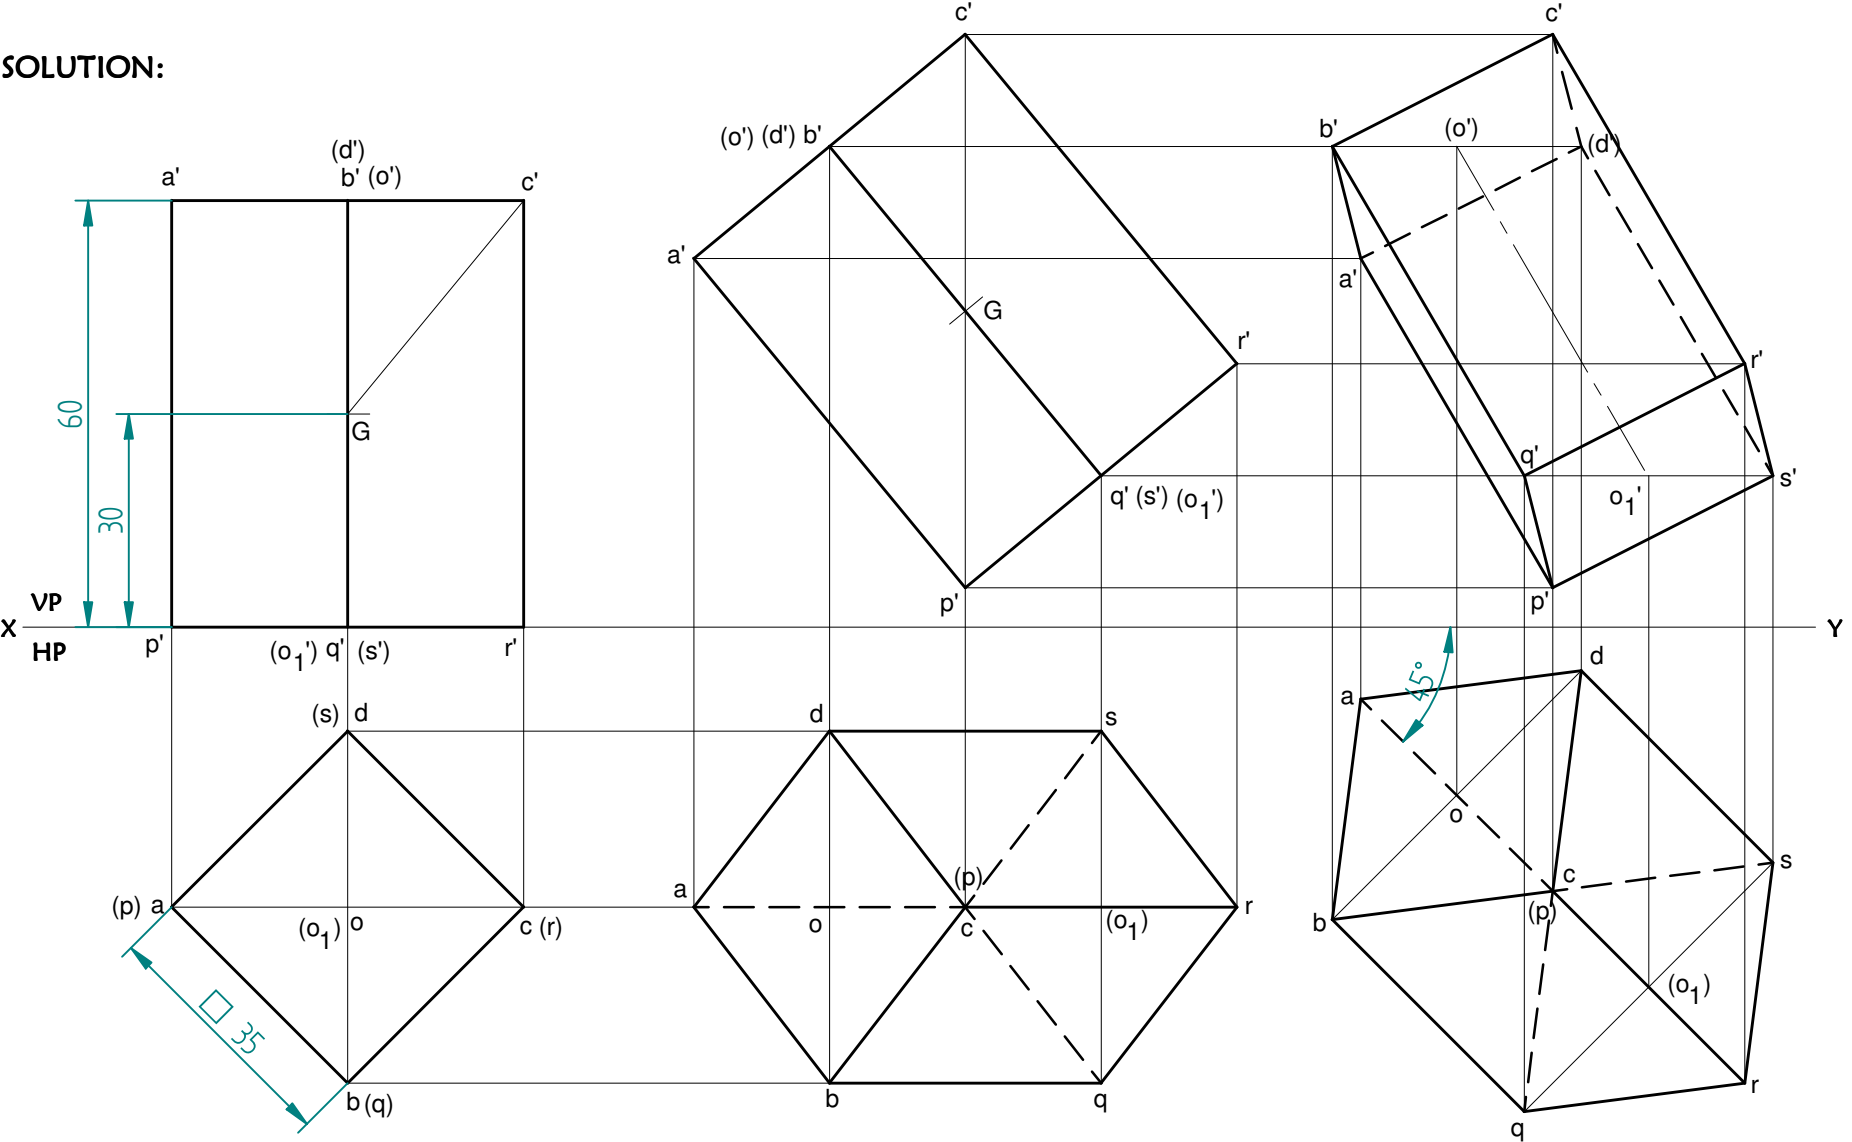 SOLUTION:
c'
c'
(o') (d') b'
b'
(o')
(d')
(d')
a'
b' (o')
c'
a'
a'
G
r'
r'
60
G
q'
30
q' (s') (o1')
o1'
s'
p'
p'
VP
X
Y
HP
p'
(o1') q' (s')
r'
d
45°
a
(s) d
d
s
o
(p) a
(o1) o
c (r)
a
o
(p)
c
(o1)
r
c
(p)
s
b
(o1)
□ 35
b (q)
b
q
r
q